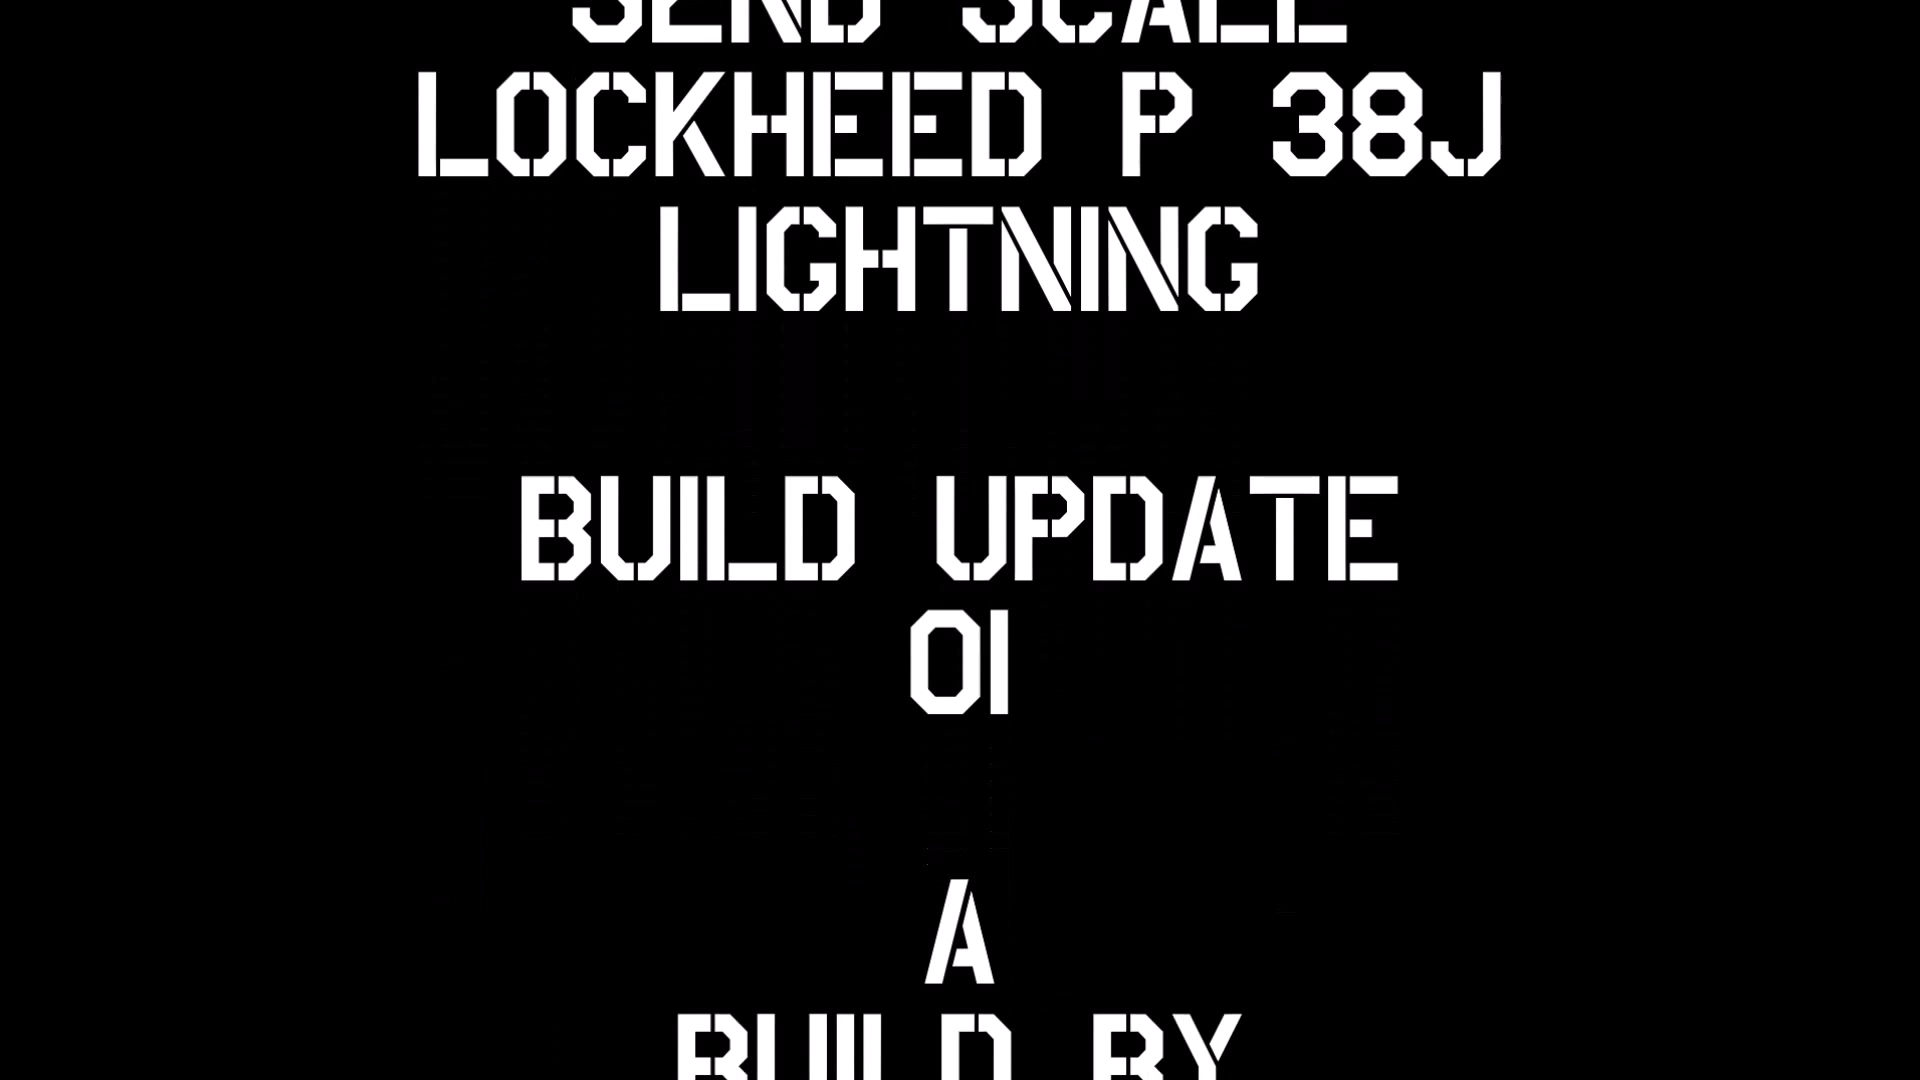 32ND SCALE
LOCKHEED P 38J
LIGHTNING
BUILD UPDATE
01
A
BUILD BY